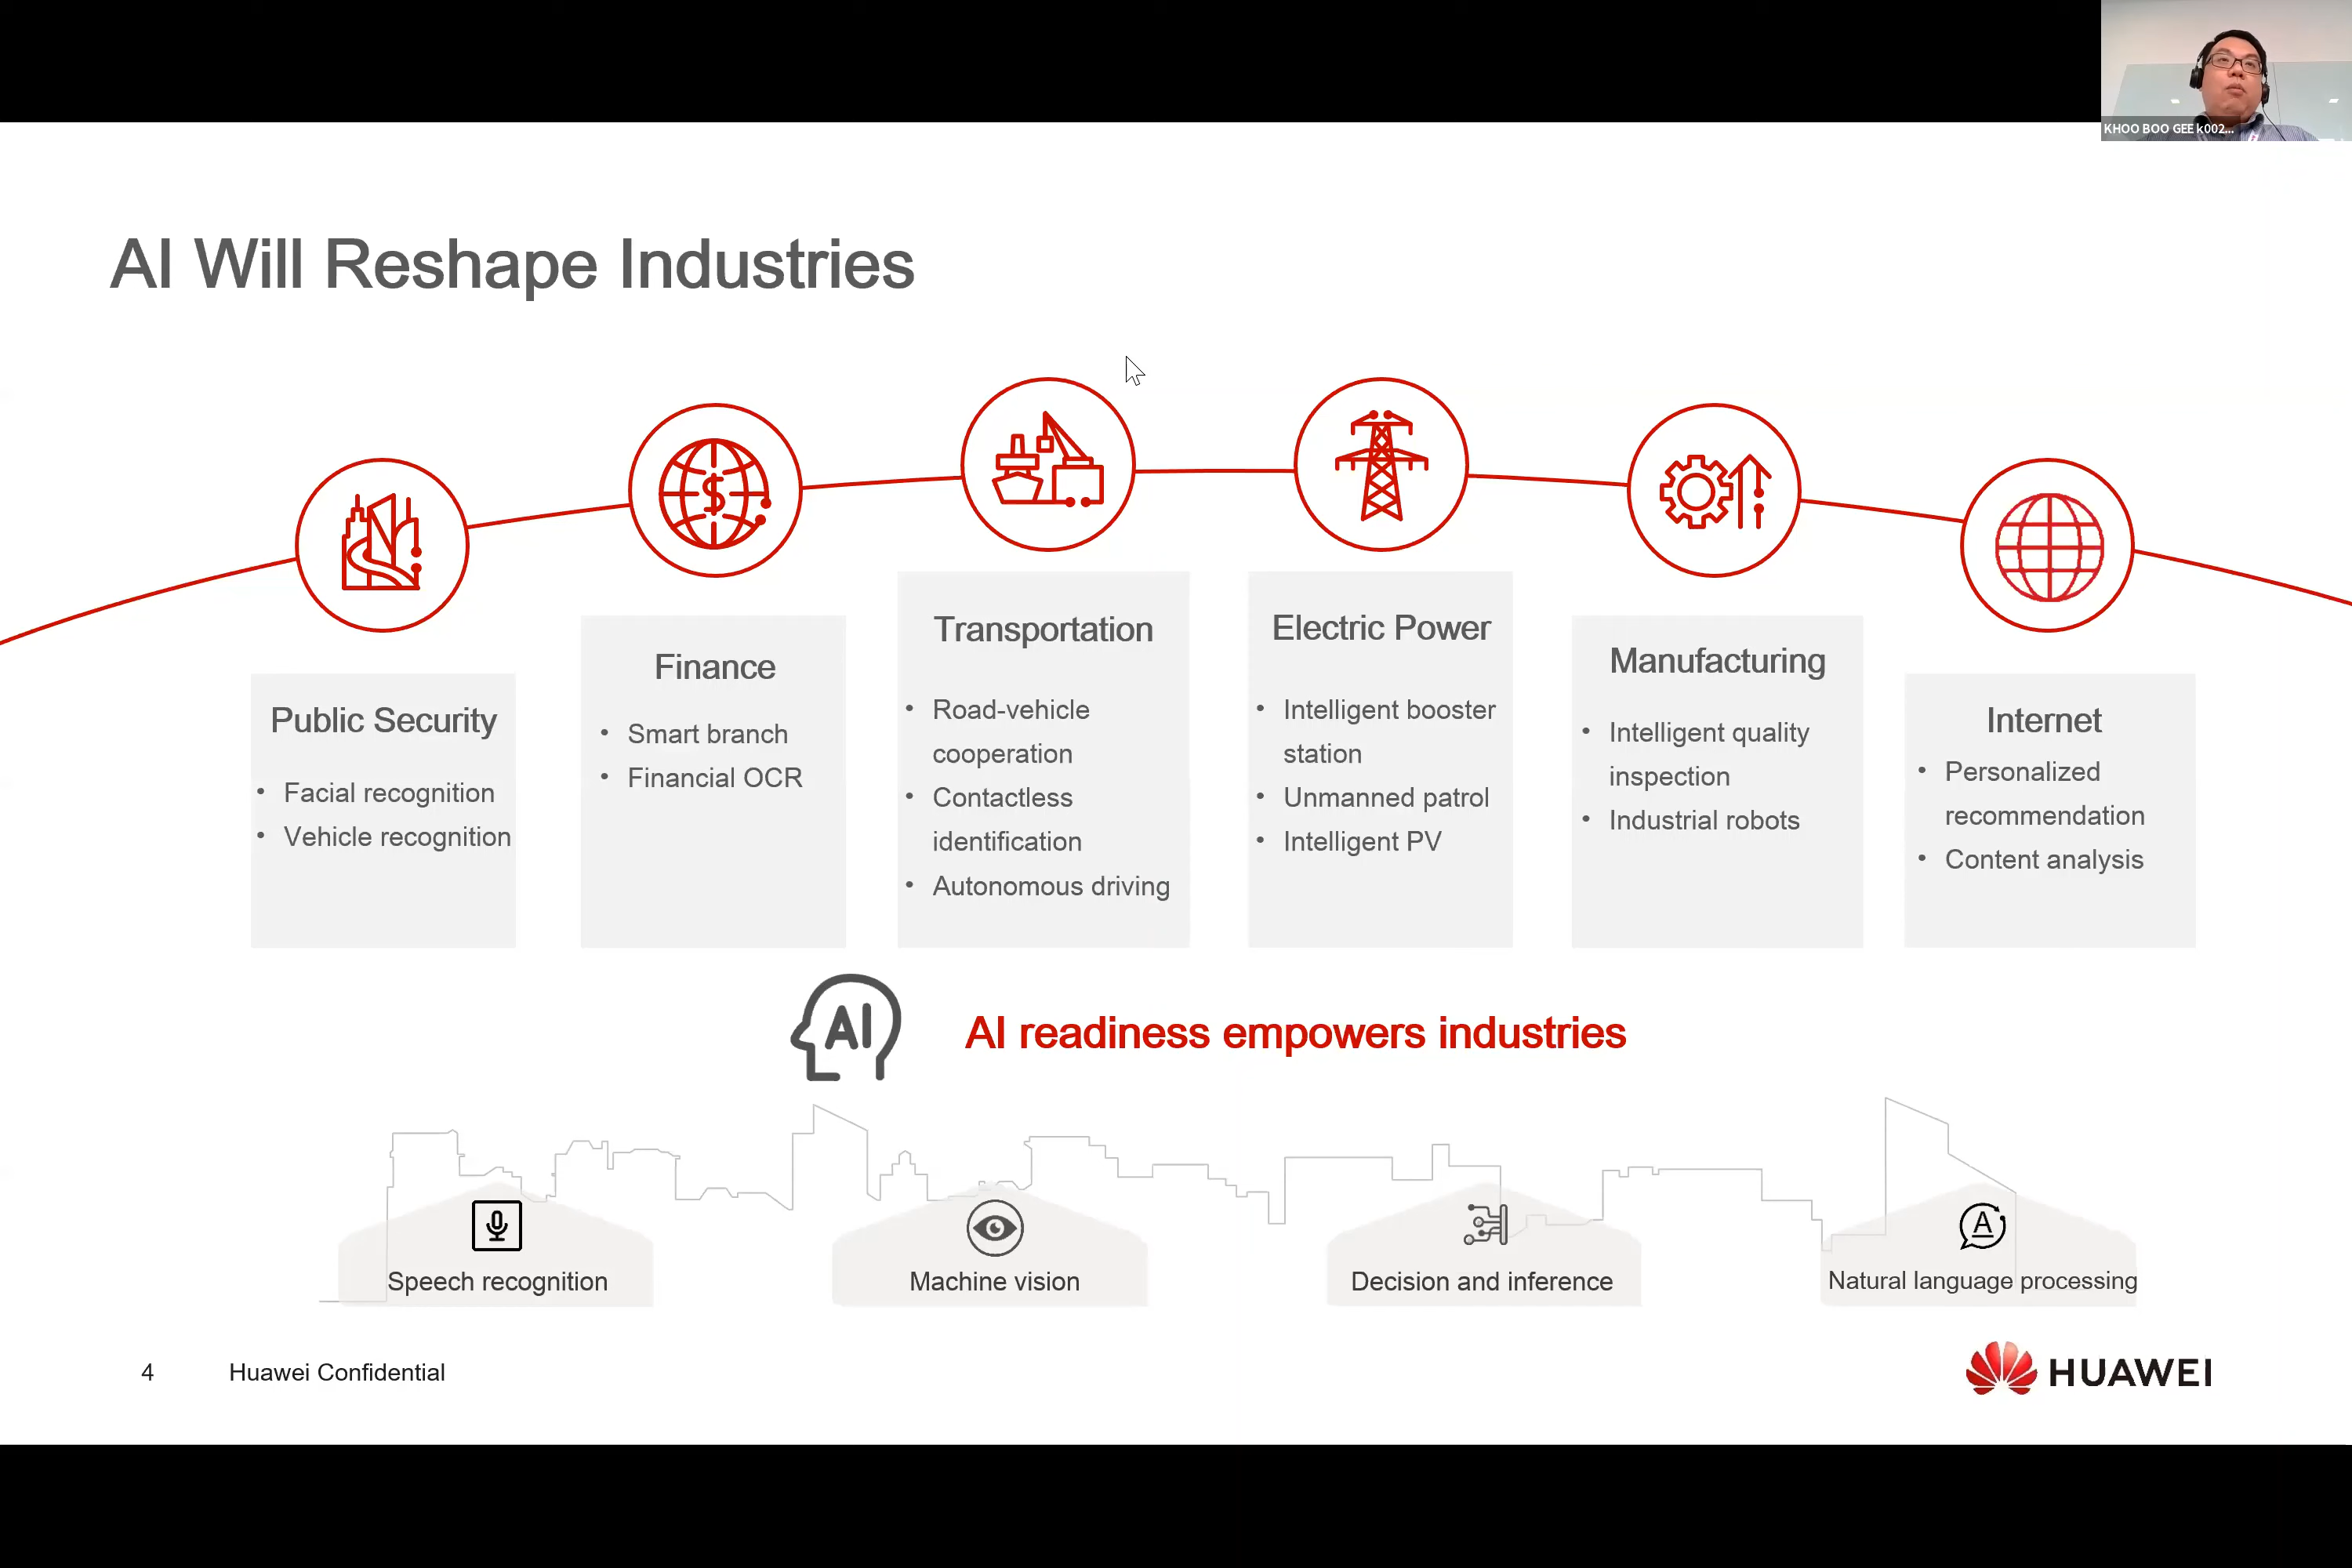 KHOO BOO GEE k002...
AI Will Reshape Industries
$
Public Security
• Facial recognition
• Vehicle recognition
Finance
• Smart branch
• Financial OCR
Transportation
• Road-vehicle
cooperation
• Contactless
identification
• Autonomous driving
Electric Power
• Intelligent booster
station
• Unmanned patrol
• Intelligent PV
Manufacturing
• Intelligent quality
inspection
• Industrial robots
Internet
• Personalized
recommendation
• Content analysis
AI
AI readiness empowers industries
Speech recognition
Machine vision
Decision and inference
A
Natural language processing
4
Huawei Confidential
HUAWEI